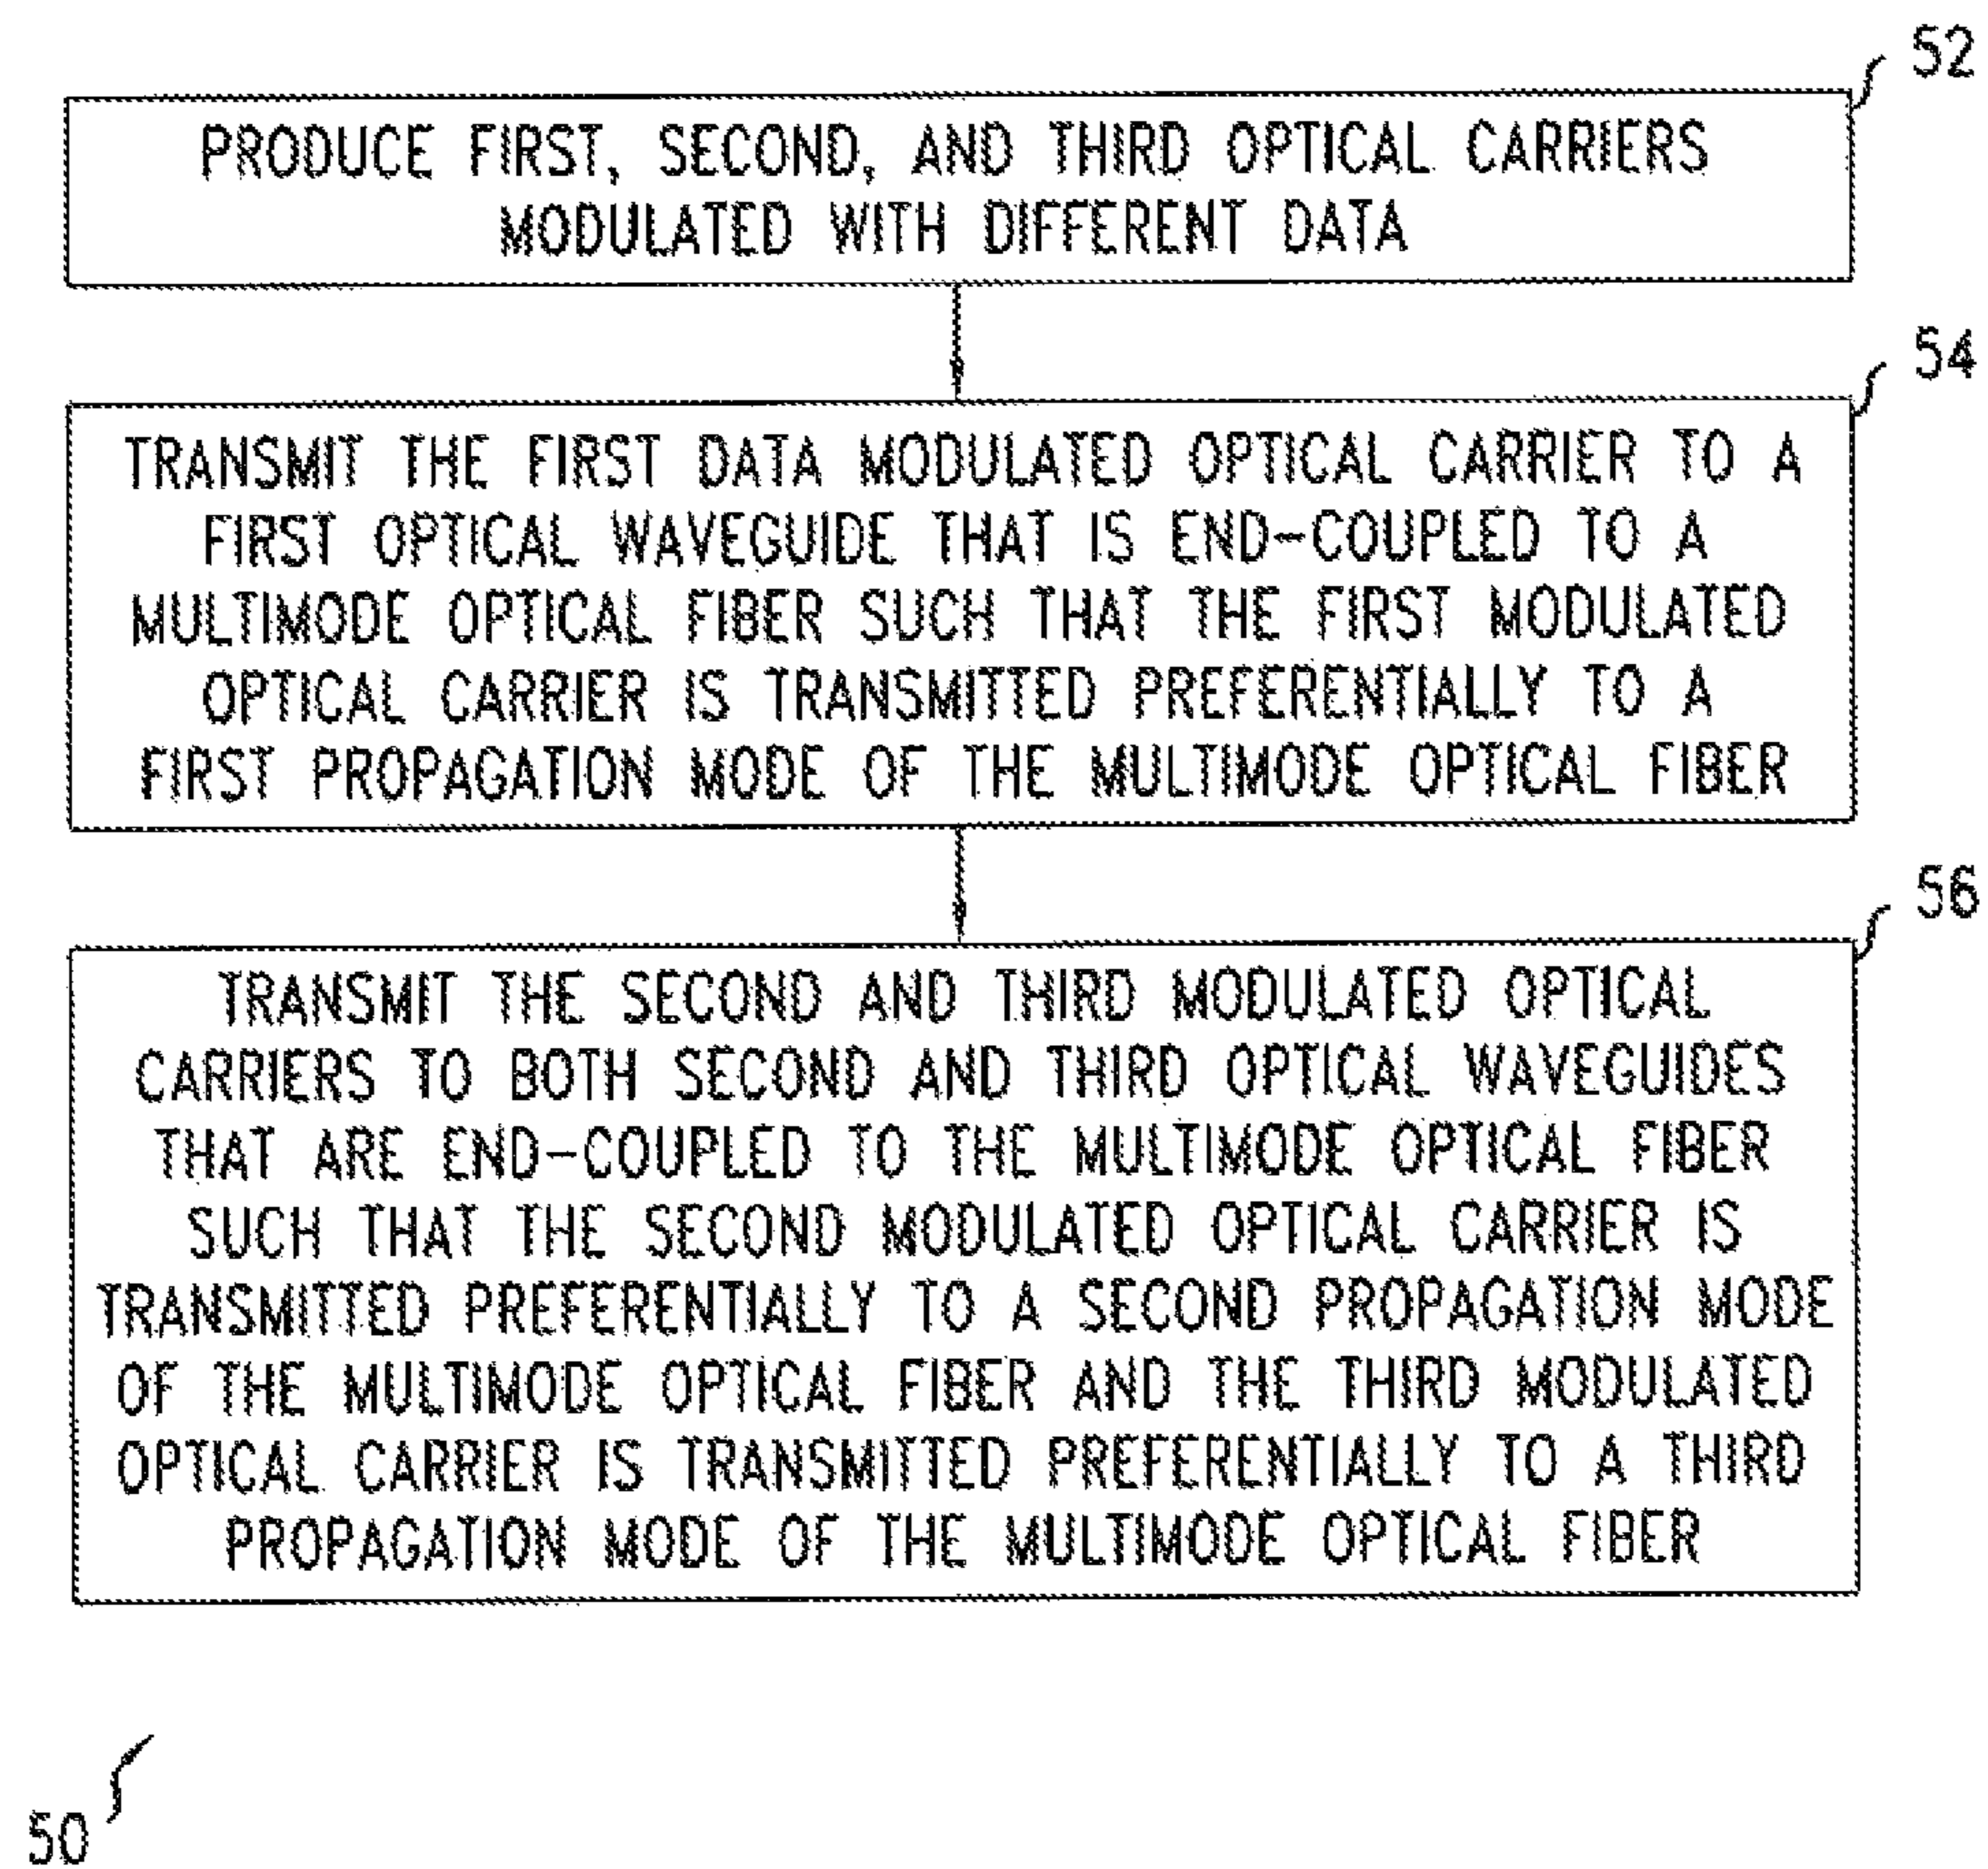 52
PRODUCE FIRST, SECOND, AND THIRD OPTICAL CARRIERS
MODULATED WITH DIFFERENT DATA
54
TRANSMIT THE FIRST DATA MODULATED OPTICAL CARRIER TO A
FIRST OPTICAL WAVEGUIDE THAT IS END-COUPLED TO A
MULTIMODE OPTICAL FIBER SUCH THAT THE FIRST MODULATED
OPTICAL CARRIER IS TRANSMITTED PREFERENTIALLY TO A
FIRST PROPAGATION MODE OF THE MULTIMODE OPTICAL FIBER
56
TRANSMIT THE SECOND AND THIRD MODULATED OPTICAL
CARRIERS TO BOTH SECOND AND THIRD OPTICAL WAVEGUIDES
THAT ARE END-COUPLED TO THE MULTIMODE OPTICAL FIBER
SUCH THAT THE SECOND MODULATED OPTICAL CARRIER IS
TRANSMITTED PREFERENTIALLY TO A SECOND PROPAGATION MODE
OF THE MULTIMODE OPTICAL FIBER AND THE THIRD MODULATED
OPTICAL CARRIER IS TRANSMITTED PREFERENTIALLY TO A THIRD
PROPAGATION MODE OF THE MULTIMODE OPTICAL FIBER
50